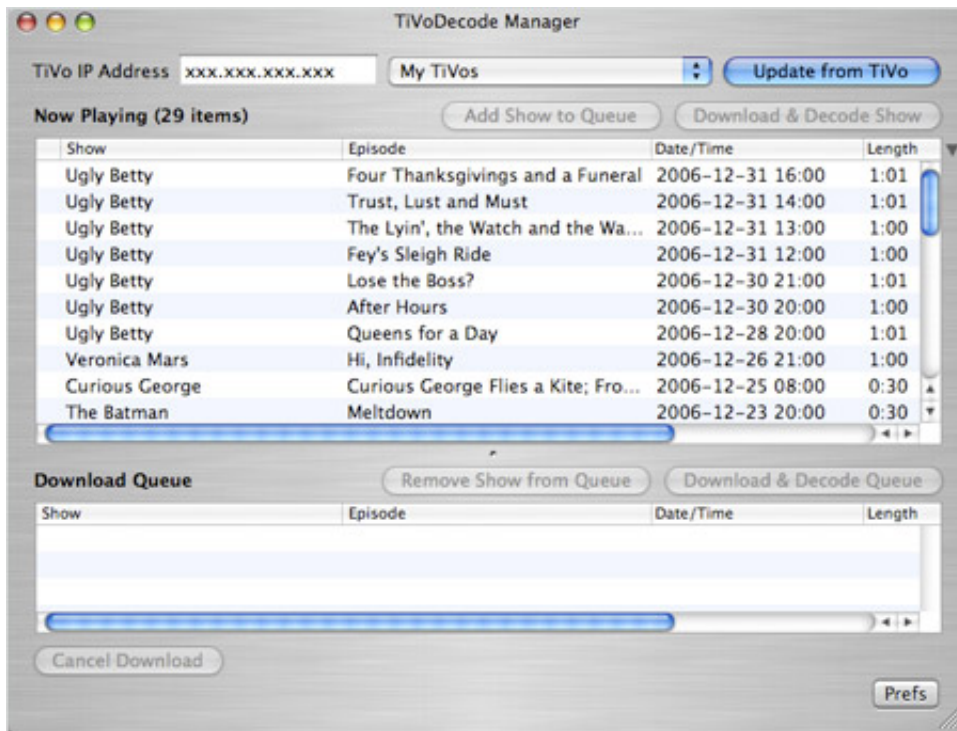 TiVoDecode Manager
TiVo IP Address xxx.xxx.xxx.xxx My TiVos Update from TiVo
Now Playing (29 items) Add Show to Queue Download & Decode Show
Show Episode Date/Time Length
Ugly Betty Four Thanksgivings and a Funeral 2006-12-31 16:00 1:01
Ugly Betty Trust, Lust and Must 2006-12-31 14:00 1:01
Ugly Betty The Lyin', the Watch and the Wa... 2006-12-31 13:00 1:00
Ugly Betty Fey's Sleigh Ride 2006-12-31 12:00 1:00
Ugly Betty Lose the Boss? 2006-12-30 21:00 1:01
Ugly Betty After Hours 2006-12-30 20:00 1:00
Ugly Betty Queens for a Day 2006-12-28 20:00 1:01
Veronica Mars Hi, Infidelity 2006-12-26 21:00 1:00
Curious George Curious George Flies a Kite; Fro... 2006-12-25 08:00 0:30
The Batman Meltdown 2006-12-23 20:00 0:30
Download Queue Remove Show from Queue Download & Decode Queue
Show Episode Date/Time Length
Cancel Download
Prefs